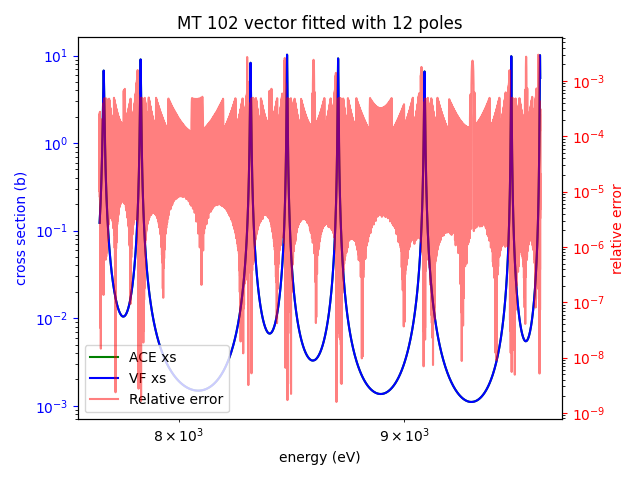 MT 102 vector fitted with 12 poles
cross section (b)
10¹
10⁰
10⁻¹
10⁻²
10⁻³
relative error
10⁻³
10⁻⁴
10⁻⁵
10⁻⁶
10⁻⁷
10⁻⁸
10⁻⁹
ACE xs
VF xs
Relative error
8 × 10³
9 × 10³
energy (eV)